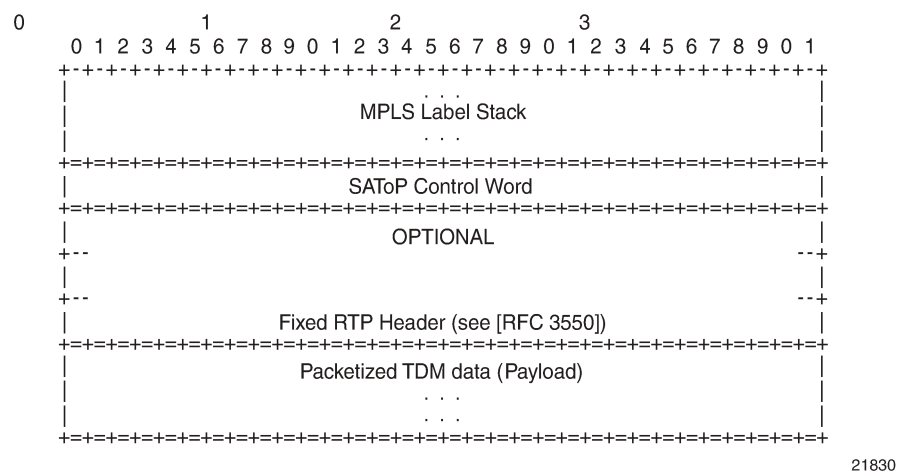 0 1 2 3
0 1 2 3 4 5 6 7 8 9 0 1 2 3 4 5 6 7 8 9 0 1 2 3 4 5 6 7 8 9 0 1
+-+-+-+-+-+-+-+-+-+-+-+-+-+-+-+-+-+-+-+-+-+-+-+-+-+-+-+-+-+-+-+-+
| . . . |
| MPLS Label Stack |
| . . . |
+=+=+=+=+=+=+=+=+=+=+=+=+=+=+=+=+=+=+=+=+=+=+=+=+=+=+=+=+=+=+=+=+
| SAToP Control Word |
+=+=+=+=+=+=+=+=+=+=+=+=+=+=+=+=+=+=+=+=+=+=+=+=+=+=+=+=+=+=+=+=+
| OPTIONAL |
+-- --+
| |
+-- --+
| Fixed RTP Header (see [RFC 3550]) |
+=+=+=+=+=+=+=+=+=+=+=+=+=+=+=+=+=+=+=+=+=+=+=+=+=+=+=+=+=+=+=+=+
| Packetized TDM data (Payload) |
| . . . |
| . . . |
+=+=+=+=+=+=+=+=+=+=+=+=+=+=+=+=+=+=+=+=+=+=+=+=+=+=+=+=+=+=+=+=+
21830